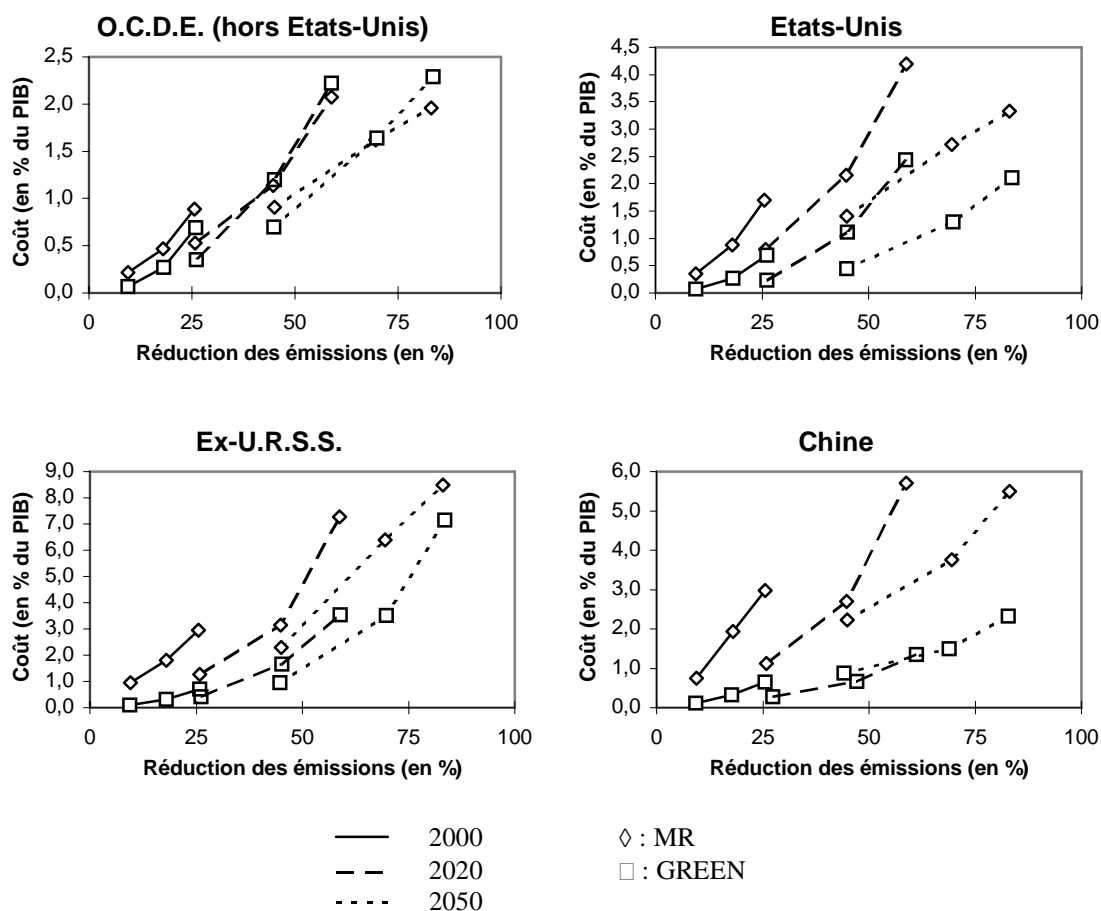 O.C.D.E. (hors Etats-Unis)
Coût (en % du PIB)
2,5
2,0
1,5
1,0
0,5
0,0
0 25 50 75 100
Réduction des émissions (en %)
Etats-Unis
Coût (en % du PIB)
4,5
4,0
3,5
3,0
2,5
2,0
1,5
1,0
0,5
0,0
0 25 50 75 100
Réduction des émissions (en %)
Ex-U.R.S.S.
Coût (en % du PIB)
9,0
8,0
7,0
6,0
5,0
4,0
3,0
2,0
1,0
0,0
0 25 50 75 100
Réduction des émissions (en %)
Chine
Coût (en % du PIB)
6,0
5,0
4,0
3,0
2,0
1,0
0,0
0 25 50 75 100
Réduction des émissions (en %)
2000
2020
2050
◊ : MR
□ : GREEN